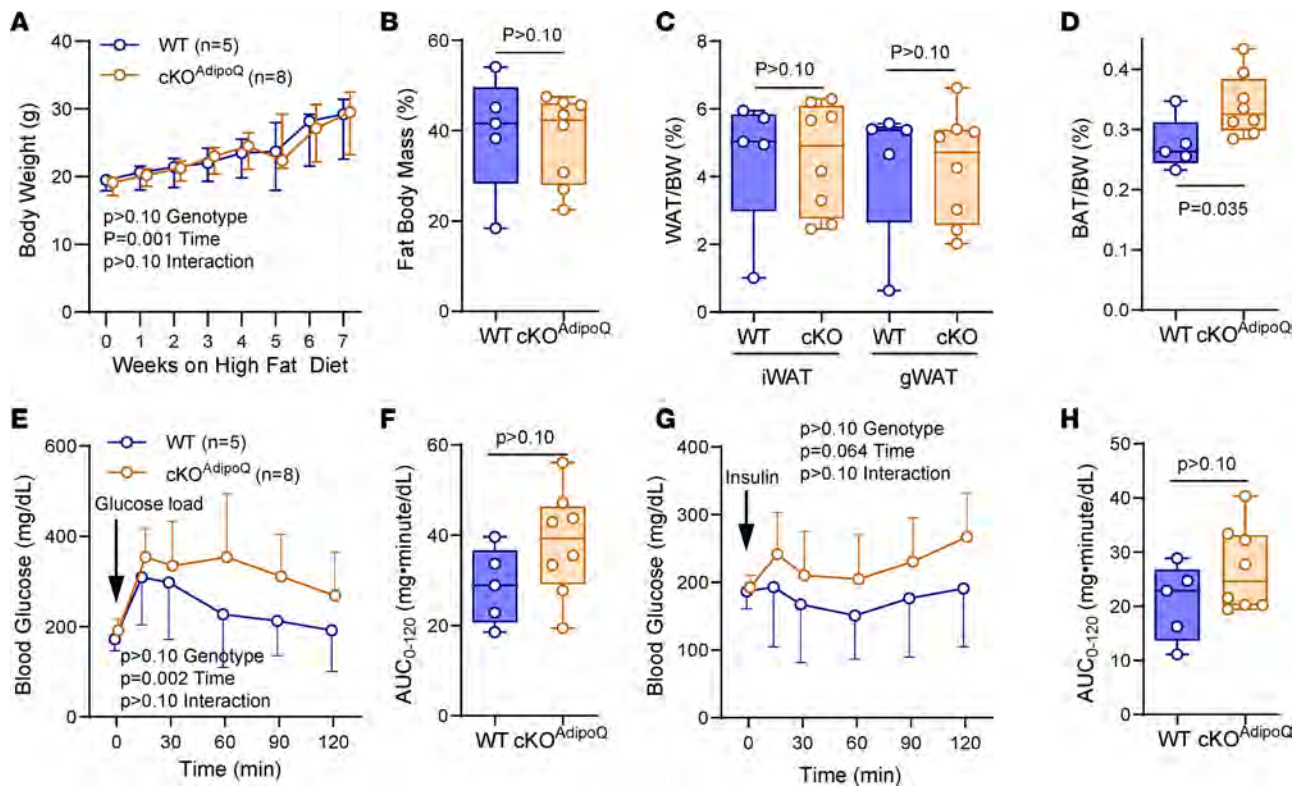 A
40
30
20
10
0
Body Weight (g)
WT (n=5)
cKO^AdipoQ (n=8)
p>0.10 Genotype
P=0.001 Time
p>0.10 Interaction
0 1 2 3 4 5 6 7
Weeks on High Fat Diet
B
60
40
20
0
Fat Body Mass (%)
P>0.10
WT cKO^AdipoQ
C
8
6
4
2
0
WAT/BW (%)
P>0.10
P>0.10
WT cKO WT cKO
iWAT gWAT
D
0.4
0.3
0.2
0.1
0.0
BAT/BW (%)
P=0.035
WT cKO^AdipoQ
E
600
400
200
0
Blood Glucose (mg/dL)
WT (n=5)
cKO^AdipoQ (n=8)
Glucose load
p>0.10 Genotype
p=0.002 Time
p>0.10 Interaction
0 30 60 90 120
Time (min)
F
60
40
20
0
AUC0-120 (mg•minute/dL)
p>0.10
WT cKO^AdipoQ
G
400
300
200
100
0
Blood Glucose (mg/dL)
p>0.10 Genotype
p=0.064 Time
p>0.10 Interaction
Insulin
0 30 60 90 120
Time (min)
H
50
40
30
20
10
0
AUC0-120 (mg•minute/dL)
p>0.10
WT cKO^AdipoQ